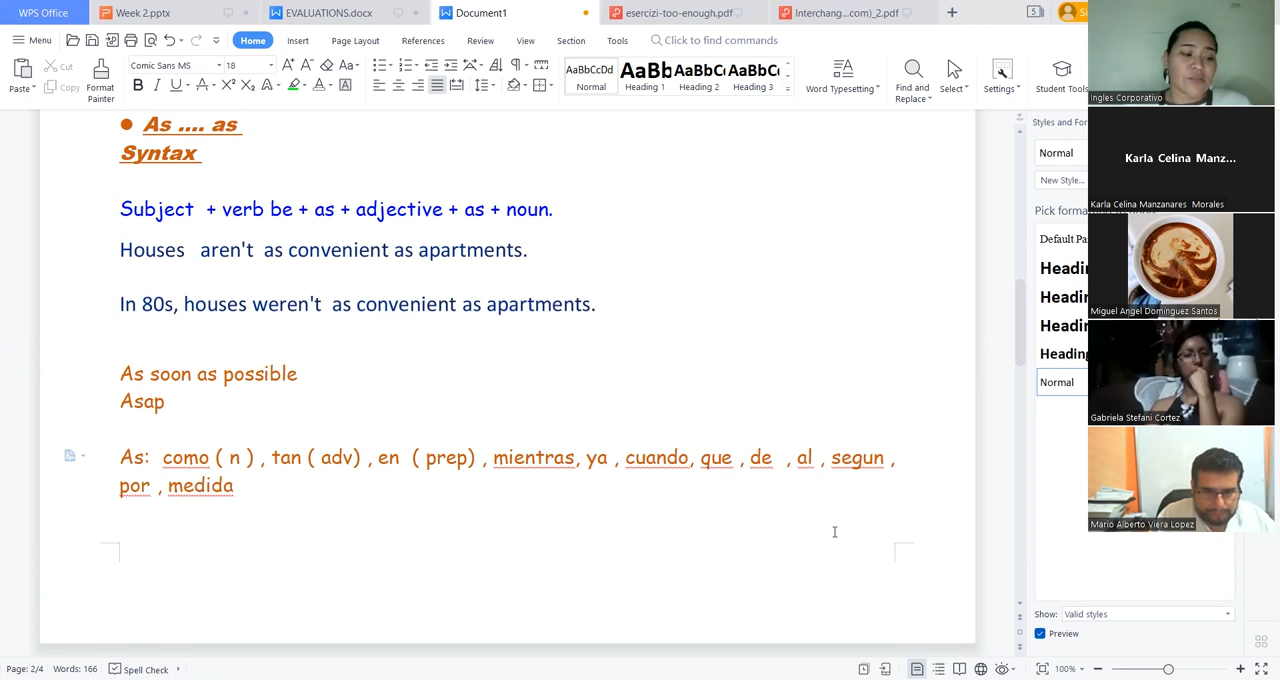 WPS Office
Week 2.pptx
EVALUATIONS.docx
Document1
esercizi-too-enough.pdf
Interchang...com)_2.pdf
Menu
Home
Insert
Page Layout
References
Review
View
Section
Tools
Click to find commands
Paste
Cut
Copy
Format Painter
Comic Sans MS
18
AaBbCcDd
Normal
Heading 1
Heading 2
Heading 3
Word Typesetting
Find and Replace
Select
Settings
Student Tools
As .... as
Syntax
Subject + verb be + as + adjective + as + noun.
Houses aren't as convenient as apartments.
In 80s, houses weren't as convenient as apartments.
As soon as possible
Asap
As: como ( n ) , tan ( adv) , en ( prep) , mientras, ya , cuando, que , de , al , segun ,
por , medida
Styles and For
Normal
New Style...
Default Pa
Normal
Show: Valid styles
Preview
Ingles Corporativo
Karla Celina Manz...
Karla Celina Manzanares Morales
Miguel Angel Dominguez Santos
Gabriela Stefani Cortez
Mario Alberto Viera Lopez
Page: 2/4
Words: 166
Spell Check
100%